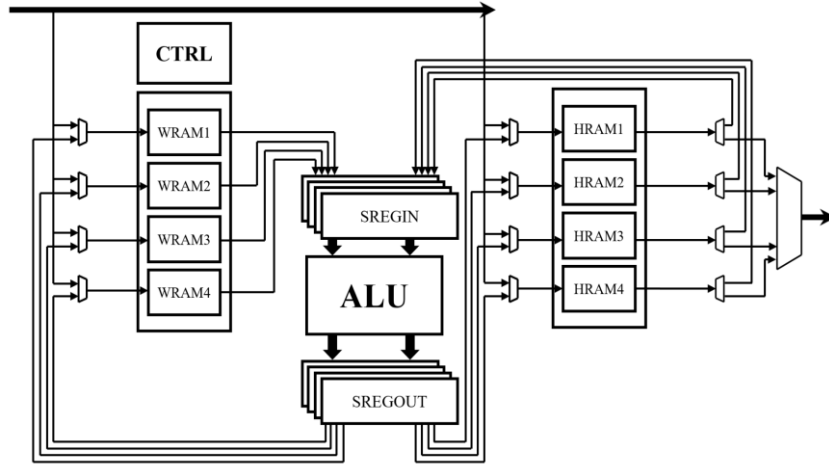 CTRL
WRAM1
HRAM1
WRAM2
HRAM2
SREGIN
WRAM3
HRAM3
WRAM4
ALU
HRAM4
SREGOUT